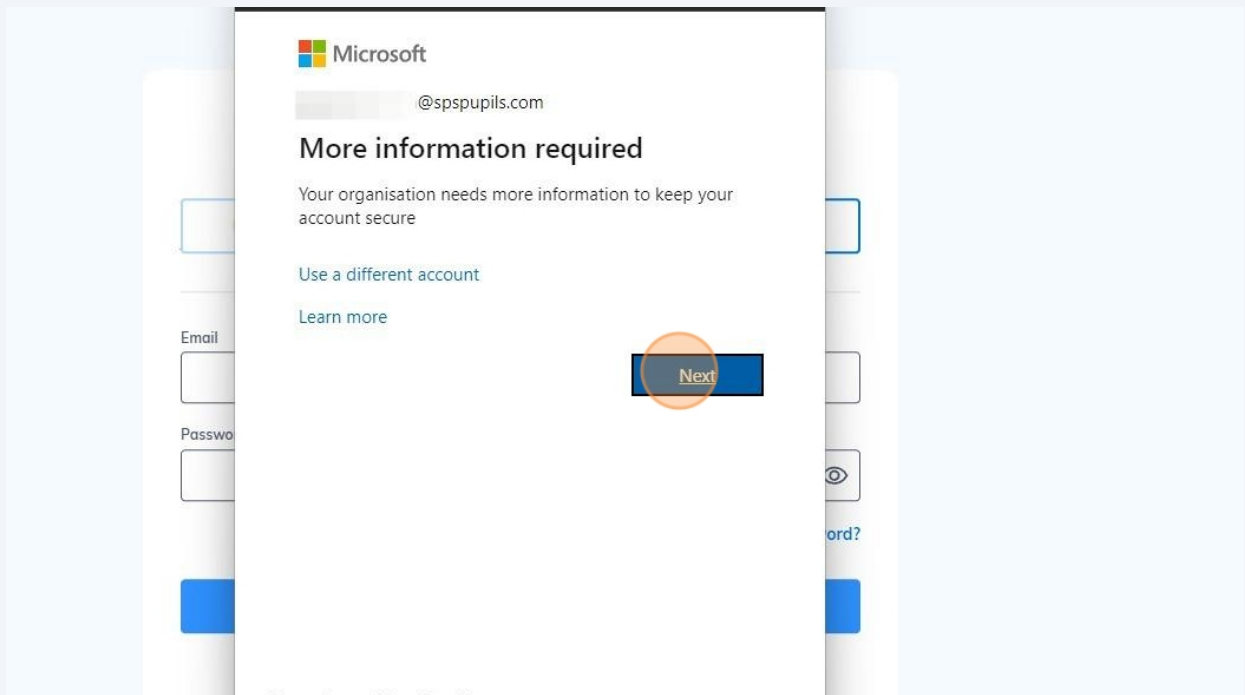 Microsoft
@spspupils.com
More information required
Your organisation needs more information to keep your
account secure
Use a different account
Learn more
Email
Next
Passwo
ord?